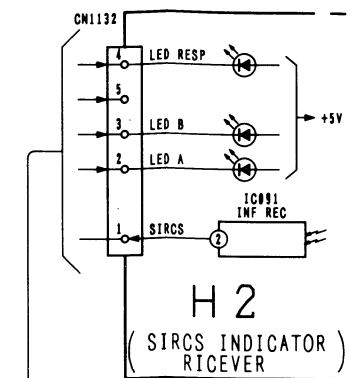 CN1132
4 LED RESP
5
+5V
3 LED B
2 LED A
IC091
INF REC
1 SIRCS
2
H 2
SIRCS INDICATOR
RICEVER